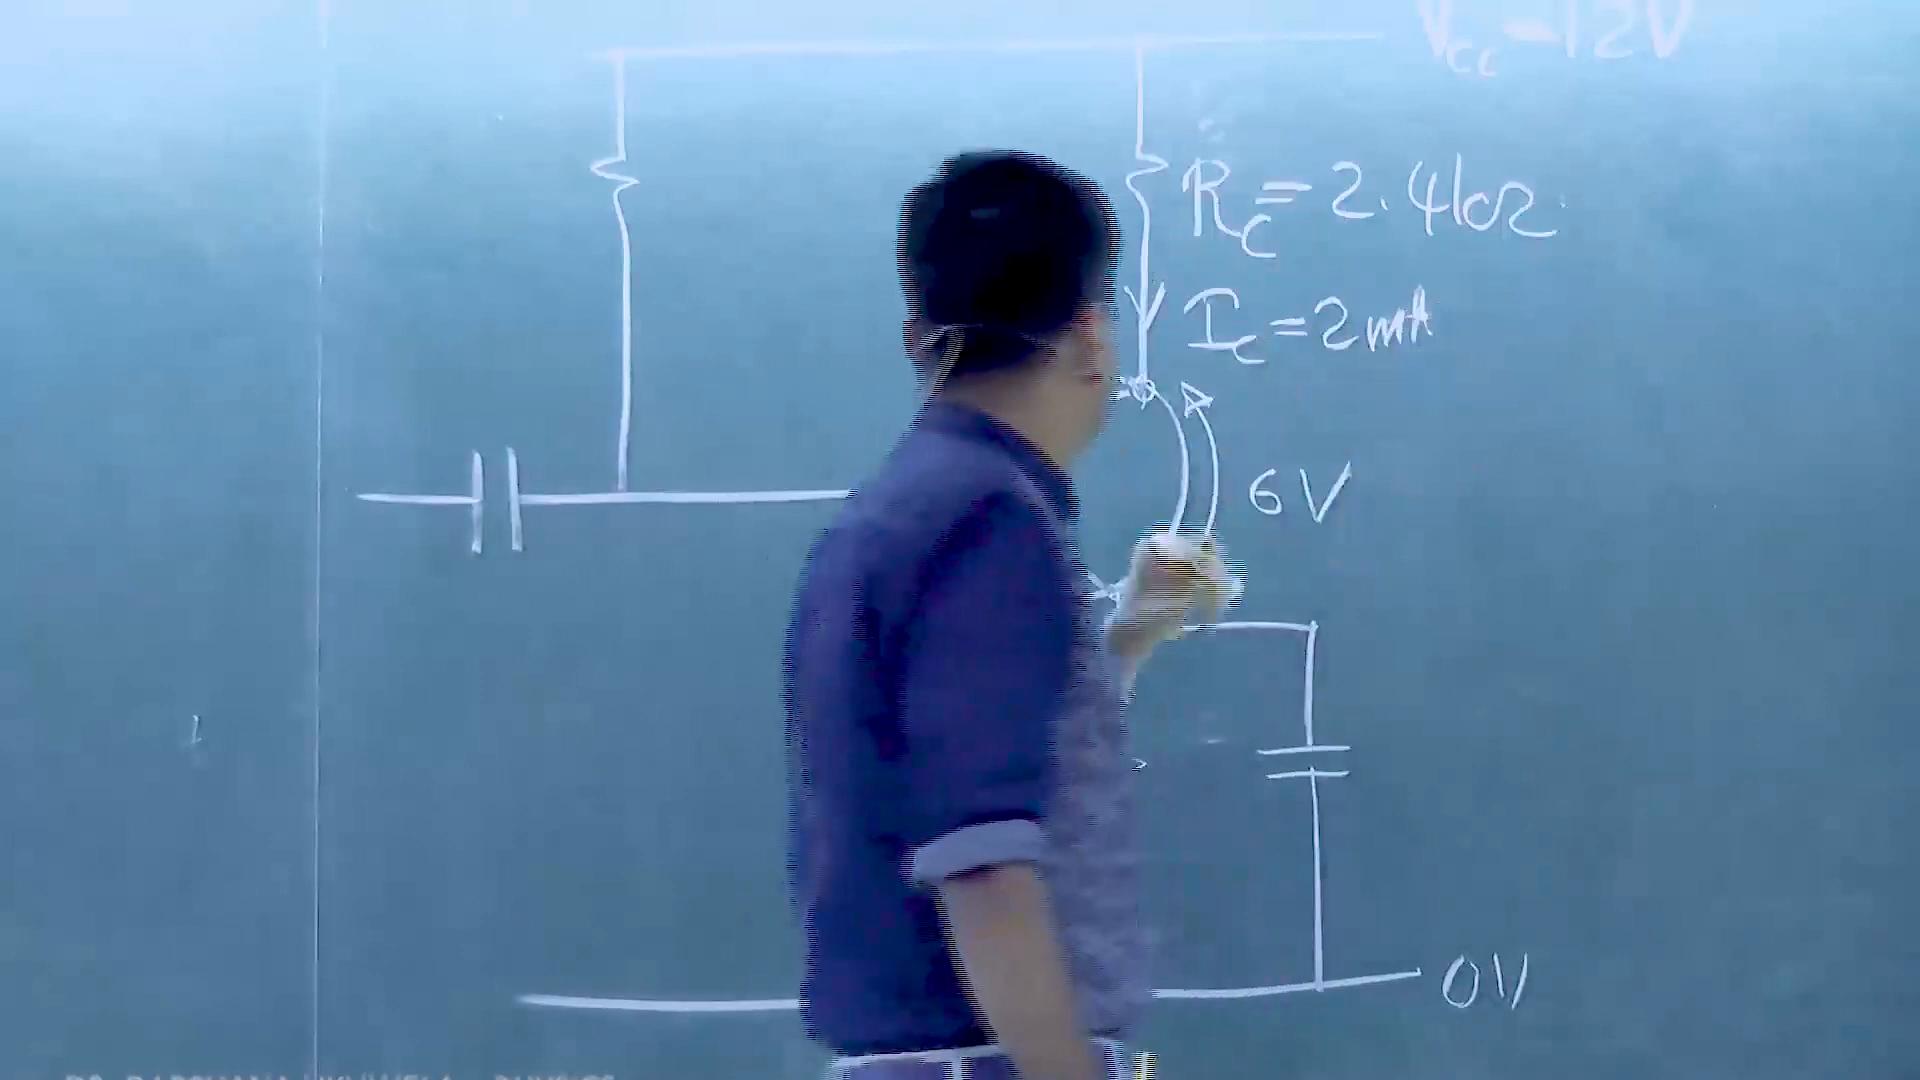 Vcc = 12V
Rc = 2.4kΩ
Ic = 2mA
6V
0V